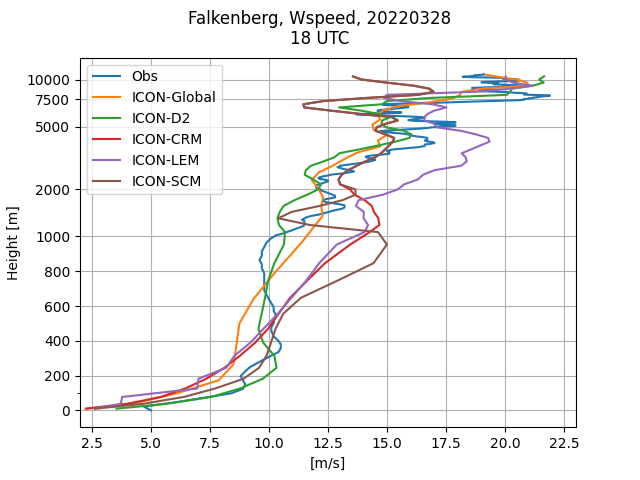 Falkenberg, Wspeed, 20220328
18 UTC
Obs
ICON-Global
ICON-D2
ICON-CRM
ICON-LEM
ICON-SCM
Height [m]
10000
7500
5000
2000
1000
800
600
400
200
0
2.5 5.0 7.5 10.0 12.5 15.0 17.5 20.0 22.5
[m/s]